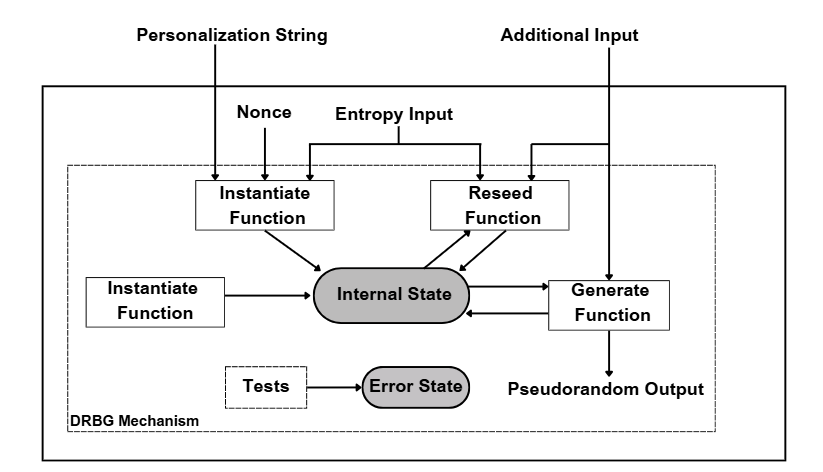 Personalization String
Additional Input
Nonce
Entropy Input
Instantiate
Function
Reseed
Function
Instantiate
Function
Internal State
Generate
Function
Tests
Error State
Pseudorandom Output
DRBG Mechanism